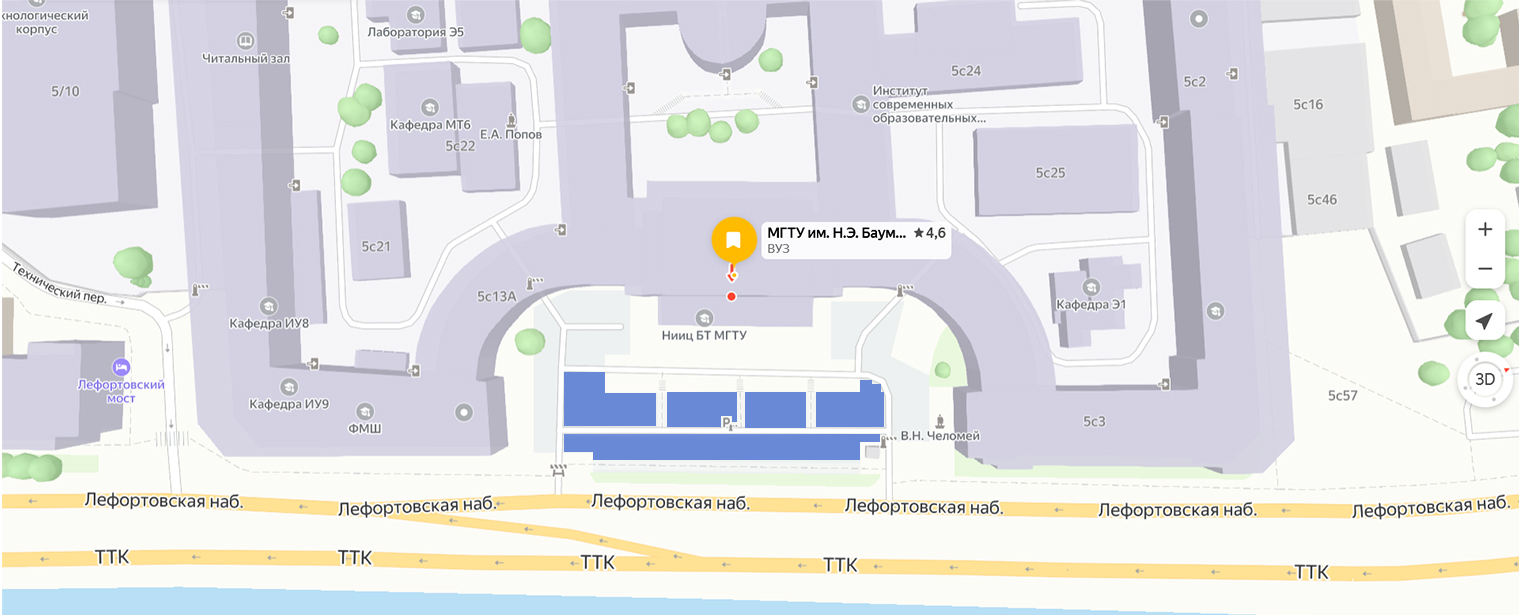 хнологический
корпус
Лаборатория Э5
Читальный зал
5/10
5с24
5с2
Институт
современных
образовательных...
5с16
Кафедра МТ6
Е.А. Попов
5с22
5с25
5с46
5с21
МГТУ им. Н.Э. Баум... ★4,6
ВУЗ
Технический пер.
5с13А
Кафедра Э1
Кафедра ИУ8
Нииц БТ МГТУ
Лефортовский
мост
3D
Кафедра ИУ9
5с57
ФМШ
P
5с3
В.Н. Челомей
Лефортовская наб.
Лефортовская наб.
Лефортовская наб.
Лефортовская наб.
Лефортовская наб.
Лефортовская наб.
ТТК
ТТК
ТТК
ТТК
ТТК